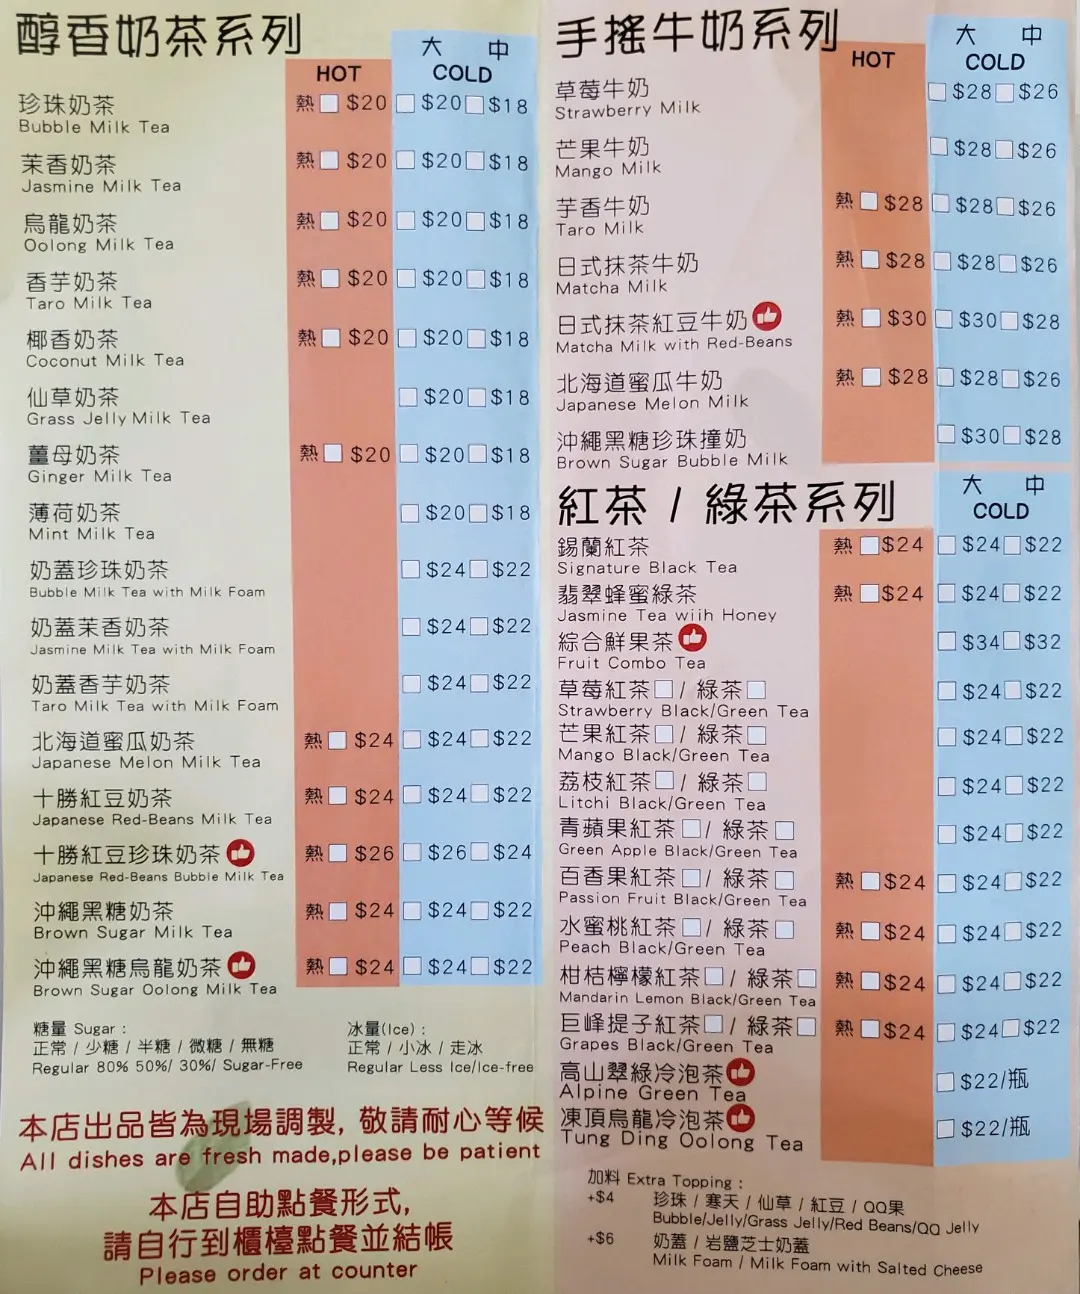 醇香奶茶系列
大 中
HOT COLD
珍珠奶茶 熱 $20 $20 $18
Bubble Milk Tea
茉香奶茶 熱 $20 $20 $18
Jasmine Milk Tea
烏龍奶茶 熱 $20 $20 $18
Oolong Milk Tea
香芋奶茶 熱 $20 $20 $18
Taro Milk Tea
椰香奶茶 熱 $20 $20 $18
Coconut Milk Tea
仙草奶茶 $20 $18
Grass Jelly Milk Tea
薑母奶茶 熱 $20 $20 $18
Ginger Milk Tea
薄荷奶茶 $20 $18
Mint Milk Tea
奶蓋珍珠奶茶 $24 $22
Bubble Milk Tea with Milk Foam
奶蓋茉香奶茶 $24 $22
Jasmine Milk Tea with Milk Foam
奶蓋香芋奶茶 $24 $22
Taro Milk Tea with Milk Foam
北海道蜜瓜奶茶 熱 $24 $24 $22
Japanese Melon Milk Tea
十勝紅豆奶茶 熱 $24 $24 $22
Japanese Red-Beans Milk Tea
十勝紅豆珍珠奶茶 熱 $26 $26 $24
Japanese Red-Beans Bubble Milk Tea
沖繩黑糖奶茶 熱 $24 $24 $22
Brown Sugar Milk Tea
沖繩黑糖烏龍奶茶 熱 $24 $24 $22
Brown Sugar Oolong Milk Tea
糖量 Sugar :
正常 / 少糖 / 半糖 / 微糖 / 無糖
Regular 80% 50%/ 30%/ Sugar-Free
冰量(Ice) :
正常 / 小冰 / 走冰
Regular Less Ice/Ice-free
本店出品皆為現場調製, 敬請耐心等候
All dishes are fresh made,please be patient
本店自助點餐形式,
請自行到櫃檯點餐並結帳
Please order at counter
手搖牛奶系列
大 中
HOT COLD
草莓牛奶 $28 $26
Strawberry Milk
芒果牛奶 $28 $26
Mango Milk
芋香牛奶 熱 $28 $28 $26
Taro Milk
日式抹茶牛奶 熱 $28 $28 $26
Matcha Milk
日式抹茶紅豆牛奶 熱 $30 $30 $28
Matcha Milk with Red-Beans
北海道蜜瓜牛奶 熱 $28 $28 $26
Japanese Melon Milk
沖繩黑糖珍珠撞奶 $30 $28
Brown Sugar Bubble Milk
紅茶 / 綠茶系列
大 中
COLD
錫蘭紅茶 熱 $24 $24 $22
Signature Black Tea
翡翠蜂蜜綠茶 熱 $24 $24 $22
Jasmine Tea wiih Honey
綜合鮮果茶 $34 $32
Fruit Combo Tea
草莓紅茶 / 綠茶 $24 $22
Strawberry Black/Green Tea
芒果紅茶 / 綠茶 $24 $22
Mango Black/Green Tea
荔枝紅茶 / 綠茶 $24 $22
Litchi Black/Green Tea
青蘋果紅茶 / 綠茶 $24 $22
Green Apple Black/Green Tea
百香果紅茶 / 綠茶 熱 $24 $24 $22
Passion Fruit Black/Green Tea
水蜜桃紅茶 / 綠茶 熱 $24 $24 $22
Peach Black/Green Tea
柑桔檸檬紅茶 / 綠茶 熱 $24 $24 $22
Mandarin Lemon Black/Green Tea
巨峰提子紅茶 / 綠茶 熱 $24 $24 $22
Grapes Black/Green Tea
高山翠綠冷泡茶 $22/瓶
Alpine Green Tea
凍頂烏龍冷泡茶 $22/瓶
Tung Ding Oolong Tea
加料 Extra Topping :
+$4 珍珠 / 寒天 / 仙草 / 紅豆 / QQ果
Bubble/Jelly/Grass Jelly/Red Beans/QQ Jelly
+$6 奶蓋 / 岩鹽芝士奶蓋
Milk Foam / Milk Foam with Salted Cheese